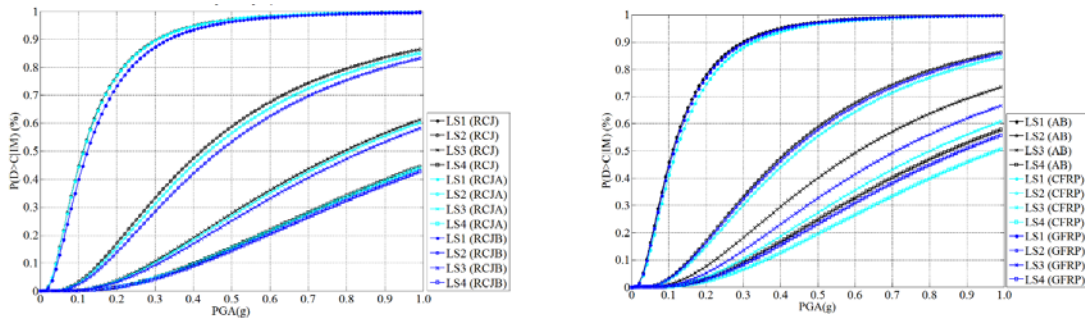 P(D>C|IM) (%)
1
0.9
0.8
0.7
0.6
0.5
0.4
0.3
0.2
0.1
0
0 0.1 0.2 0.3 0.4 0.5 0.6 0.7 0.8 0.9 1.0
PGA(g)
LS1 (RCJ)
LS2 (RCJ)
LS3 (RCJ)
LS4 (RCJ)
LS1 (RCJA)
LS2 (RCJA)
LS3 (RCJA)
LS4 (RCJA)
LS1 (RCJB)
LS2 (RCJB)
LS3 (RCJB)
LS4 (RCJB)
P(D>C|IM) (%)
1
0.9
0.8
0.7
0.6
0.5
0.4
0.3
0.2
0.1
0
0 0.1 0.2 0.3 0.4 0.5 0.6 0.7 0.8 0.9 1.0
PGA(g)
LS1 (AB)
LS2 (AB)
LS3 (AB)
LS4 (AB)
LS1 (CFRP)
LS2 (CFRP)
LS3 (CFRP)
LS4 (CFRP)
LS1 (GFRP)
LS2 (GFRP)
LS3 (GFRP)
LS4 (GFRP)